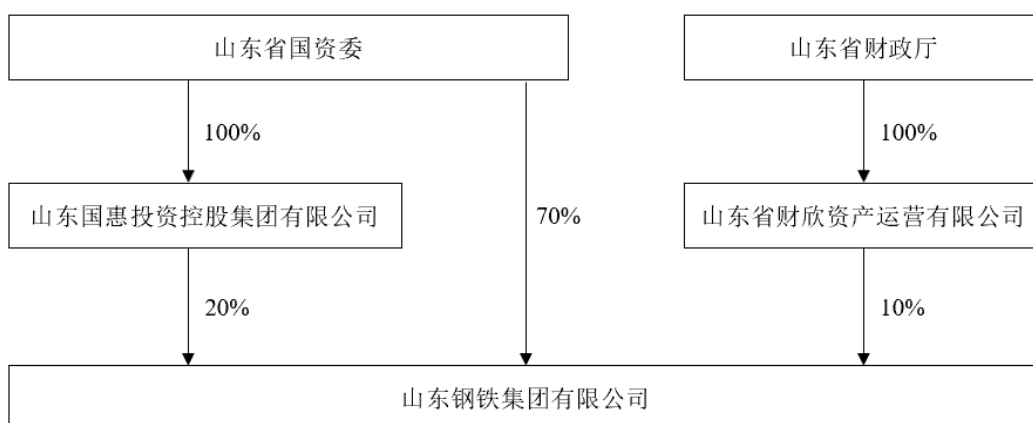 山东省国资委
山东省财政厅
100%
100%
山东国惠投资控股集团有限公司
70%
山东省财欣资产运营有限公司
20%
10%
山东钢铁集团有限公司